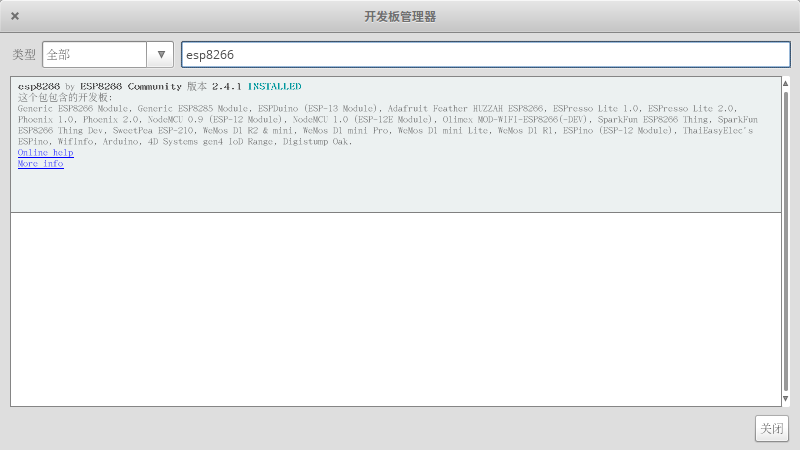 开发板管理器
类型 全部 esp8266
esp8266 by ESP8266 Community 版本 2.4.1 INSTALLED
这个包包含的开发板:
Generic ESP8266 Module, Generic ESP8285 Module, ESPDuino (ESP-13 Module), Adafruit Feather HUZZAH ESP8266, ESPresso Lite 1.0, ESPresso Lite 2.0,
Phoenix 1.0, Phoenix 2.0, NodeMCU 0.9 (ESP-12 Module), NodeMCU 1.0 (ESP-12E Module), Olimex MOD-WIFI-ESP8266(-DEV), SparkFun ESP8266 Thing, SparkFun
ESP8266 Thing Dev, SweetPea ESP-210, WeMos D1 R2 & mini, WeMos D1 mini Pro, WeMos D1 mini Lite, WeMos D1 R1, ESPino (ESP-12 Module), ThaiEasyElec's
ESPino, WifInfo, Arduino, 4D Systems gen4 IoD Range, Digistump Oak.
Online help
More info
关闭